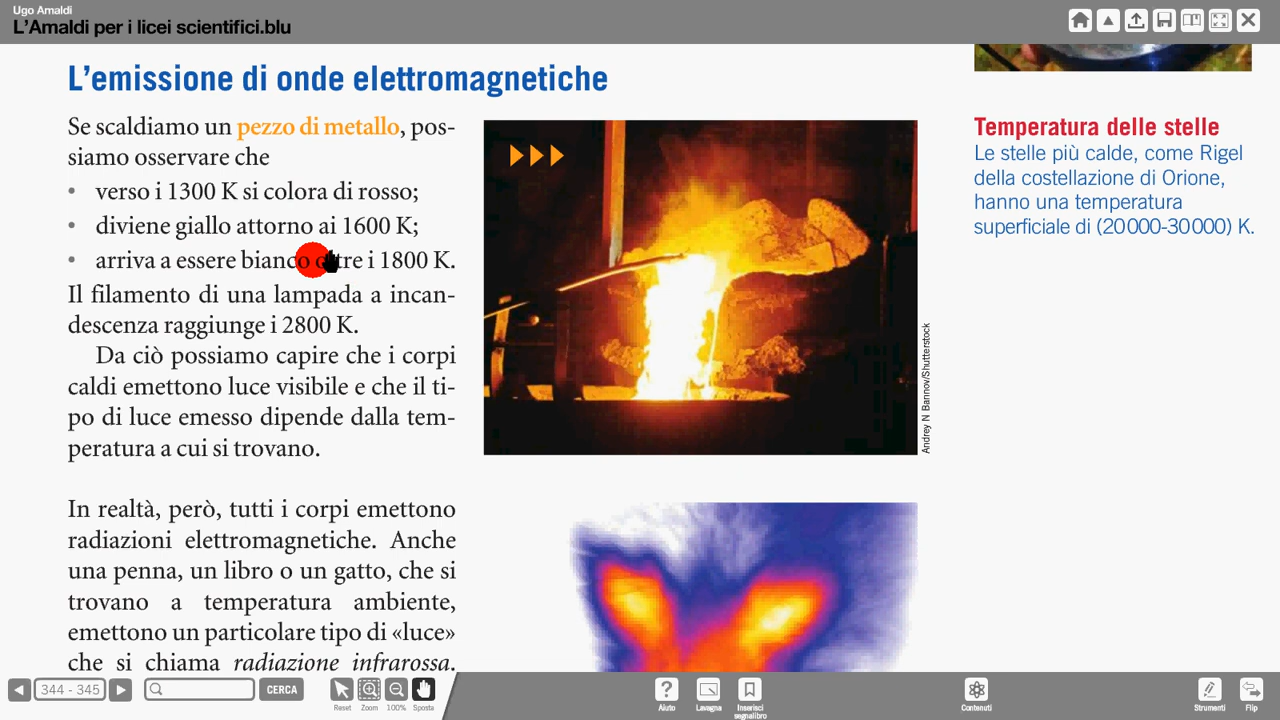 Ugo Amaldi
L'Amaldi per i licei scientifici.blu
L'emissione di onde elettromagnetiche
Se scaldiamo un pezzo di metallo, pos-
siamo osservare che
• verso i 1300 K si colora di rosso;
• diviene giallo attorno ai 1600 K;
• arriva a essere bianco oltre i 1800 K.
Il filamento di una lampada a incan-
descenza raggiunge i 2800 K.
Da ciò possiamo capire che i corpi
caldi emettono luce visibile e che il ti-
po di luce emesso dipende dalla tem-
peratura a cui si trovano.
In realtà, però, tutti i corpi emettono
radiazioni elettromagnetiche. Anche
una penna, un libro o un gatto, che si
trovano a temperatura ambiente,
emettono un particolare tipo di «luce»
che si chiama radiazione infrarossa.
Andrey N Bannov/Shutterstock
Temperatura delle stelle
Le stelle più calde, come Rigel
della costellazione di Orione,
hanno una temperatura
superficiale di (20000-30000) K.
344 - 345
CERCA
Reset
Zoom
100%
Sposta
Aiuto
Lavagna
Inserisci
segnalibro
Contenuti
Strumenti
Flip